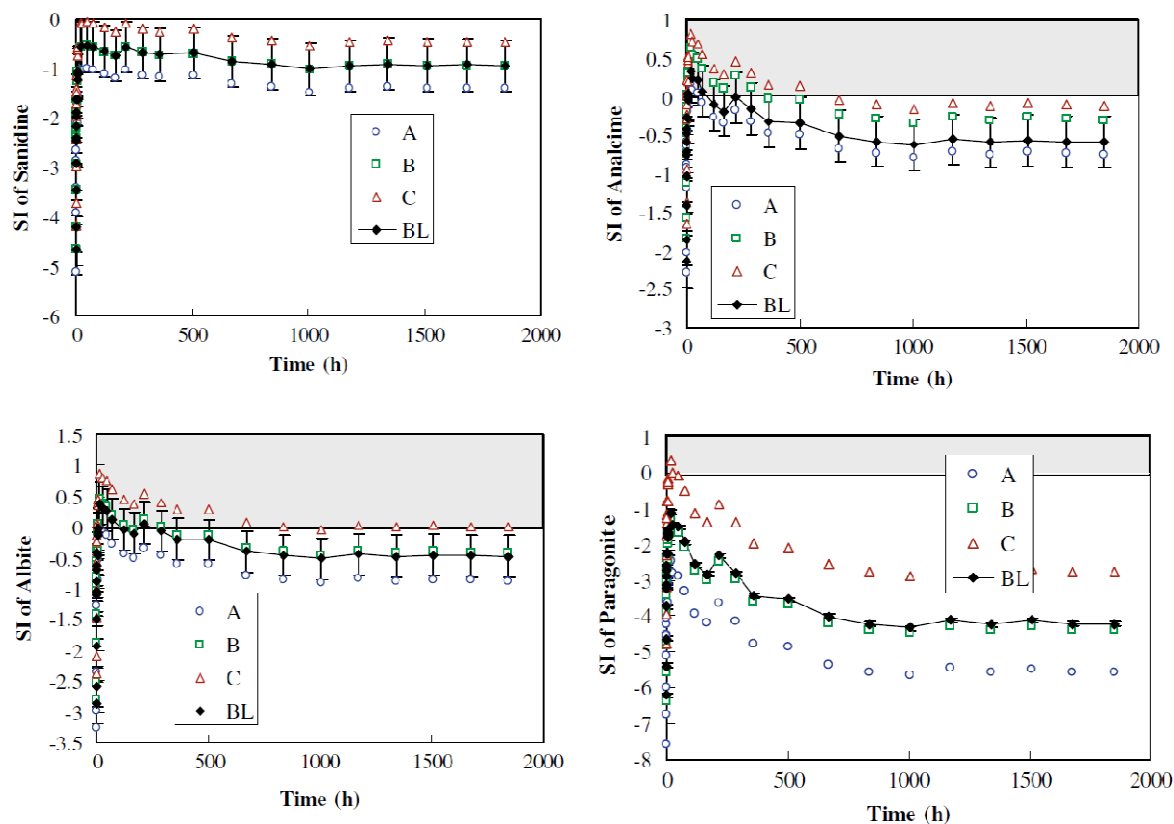 0
-1
-2
-3
-4
-5
-6
SI of Sanidine
A
B
C
BL
0
500
1000
1500
2000
Time (h)
1
0.5
0
-0.5
-1
-1.5
-2
-2.5
-3
SI of Analcime
A
B
C
BL
0
500
1000
1500
2000
Time (h)
1.5
1
0.5
0
-0.5
-1
-1.5
-2
-2.5
-3
-3.5
SI of Albite
A
B
C
BL
0
500
1000
1500
2000
Time (h)
1
0
-1
-2
-3
-4
-5
-6
-7
-8
SI of Paragonite
A
B
C
BL
0
500
1000
1500
2000
Time (h)